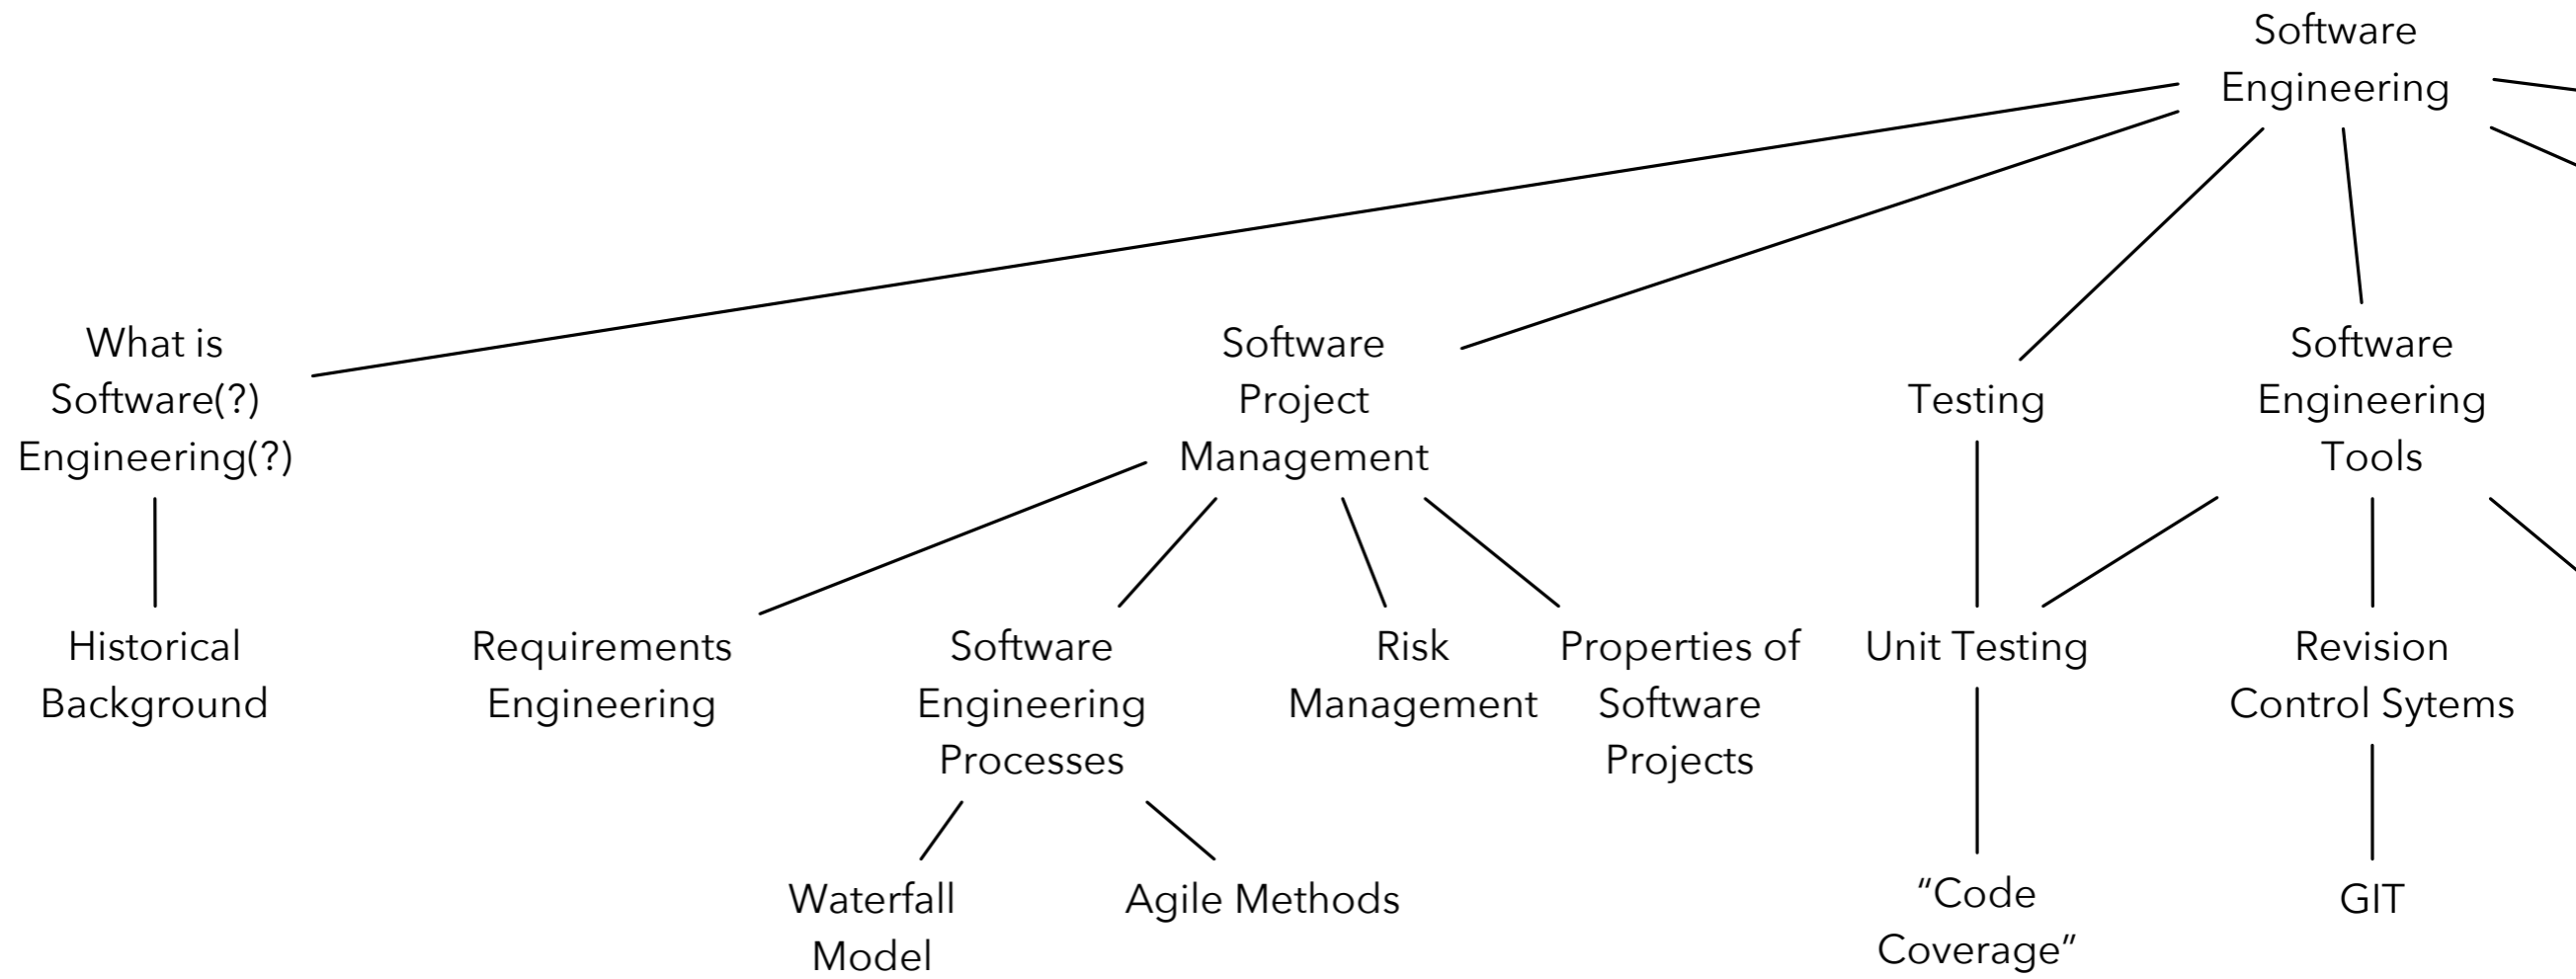 Software
Engineering
What is
Software(?)
Engineering(?)
Software
Project
Management
Testing
Software
Engineering
Tools
Historical
Background
Requirements
Engineering
Software
Engineering
Processes
Risk
Management
Properties of
Software
Projects
Unit Testing
Revision
Control Sytems
Waterfall
Model
Agile Methods
“Code
Coverage”
GIT